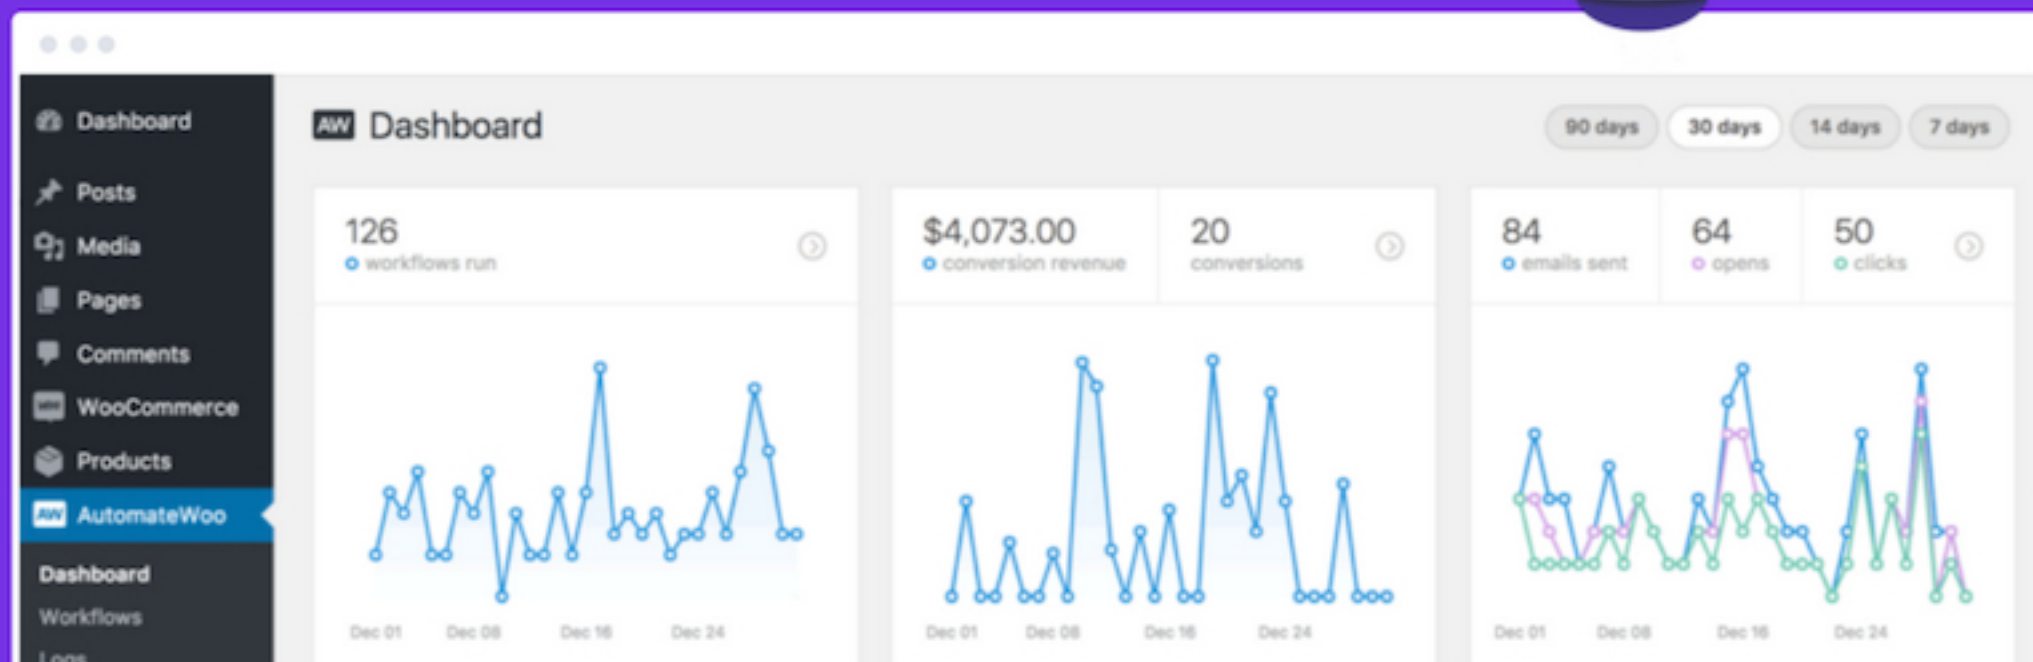 Dashboard
Posts
Media
Pages
Comments
WooCommerce
Products
AW AutomateWoo
Dashboard
Workflows
Logs
AW Dashboard
90 days 30 days 14 days 7 days
126
workflows run
Dec 01 Dec 08 Dec 16 Dec 24
$4,073.00 20
conversion revenue conversions
Dec 01 Dec 08 Dec 16 Dec 24
84 64 50
emails sent opens clicks
Dec 01 Dec 08 Dec 16 Dec 24